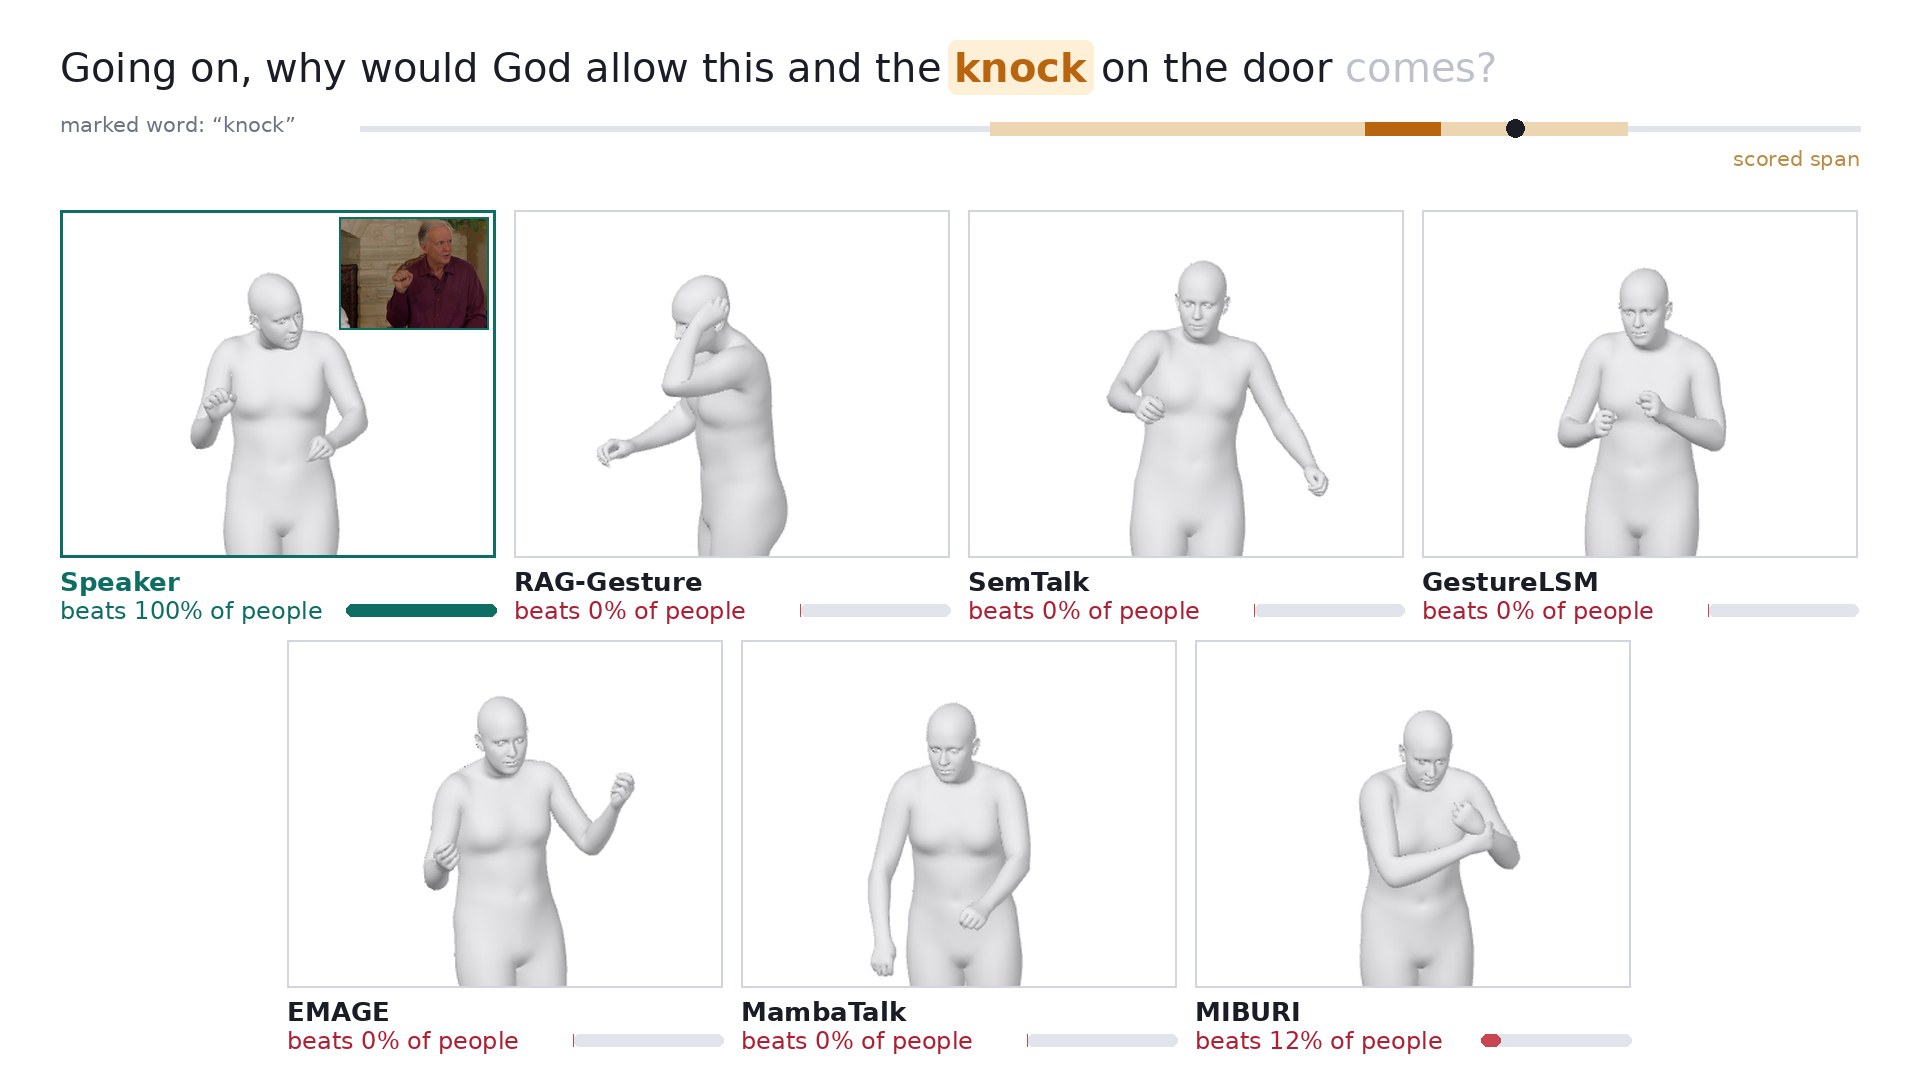 Going on, why would God allow this and the knock on the door comes?
marked word: “knock”
scored span
Speaker
beats 100% of people
RAG-Gesture
beats 0% of people
SemTalk
beats 0% of people
GestureLSM
beats 0% of people
EMAGE
beats 0% of people
MambaTalk
beats 0% of people
MIBURI
beats 12% of people